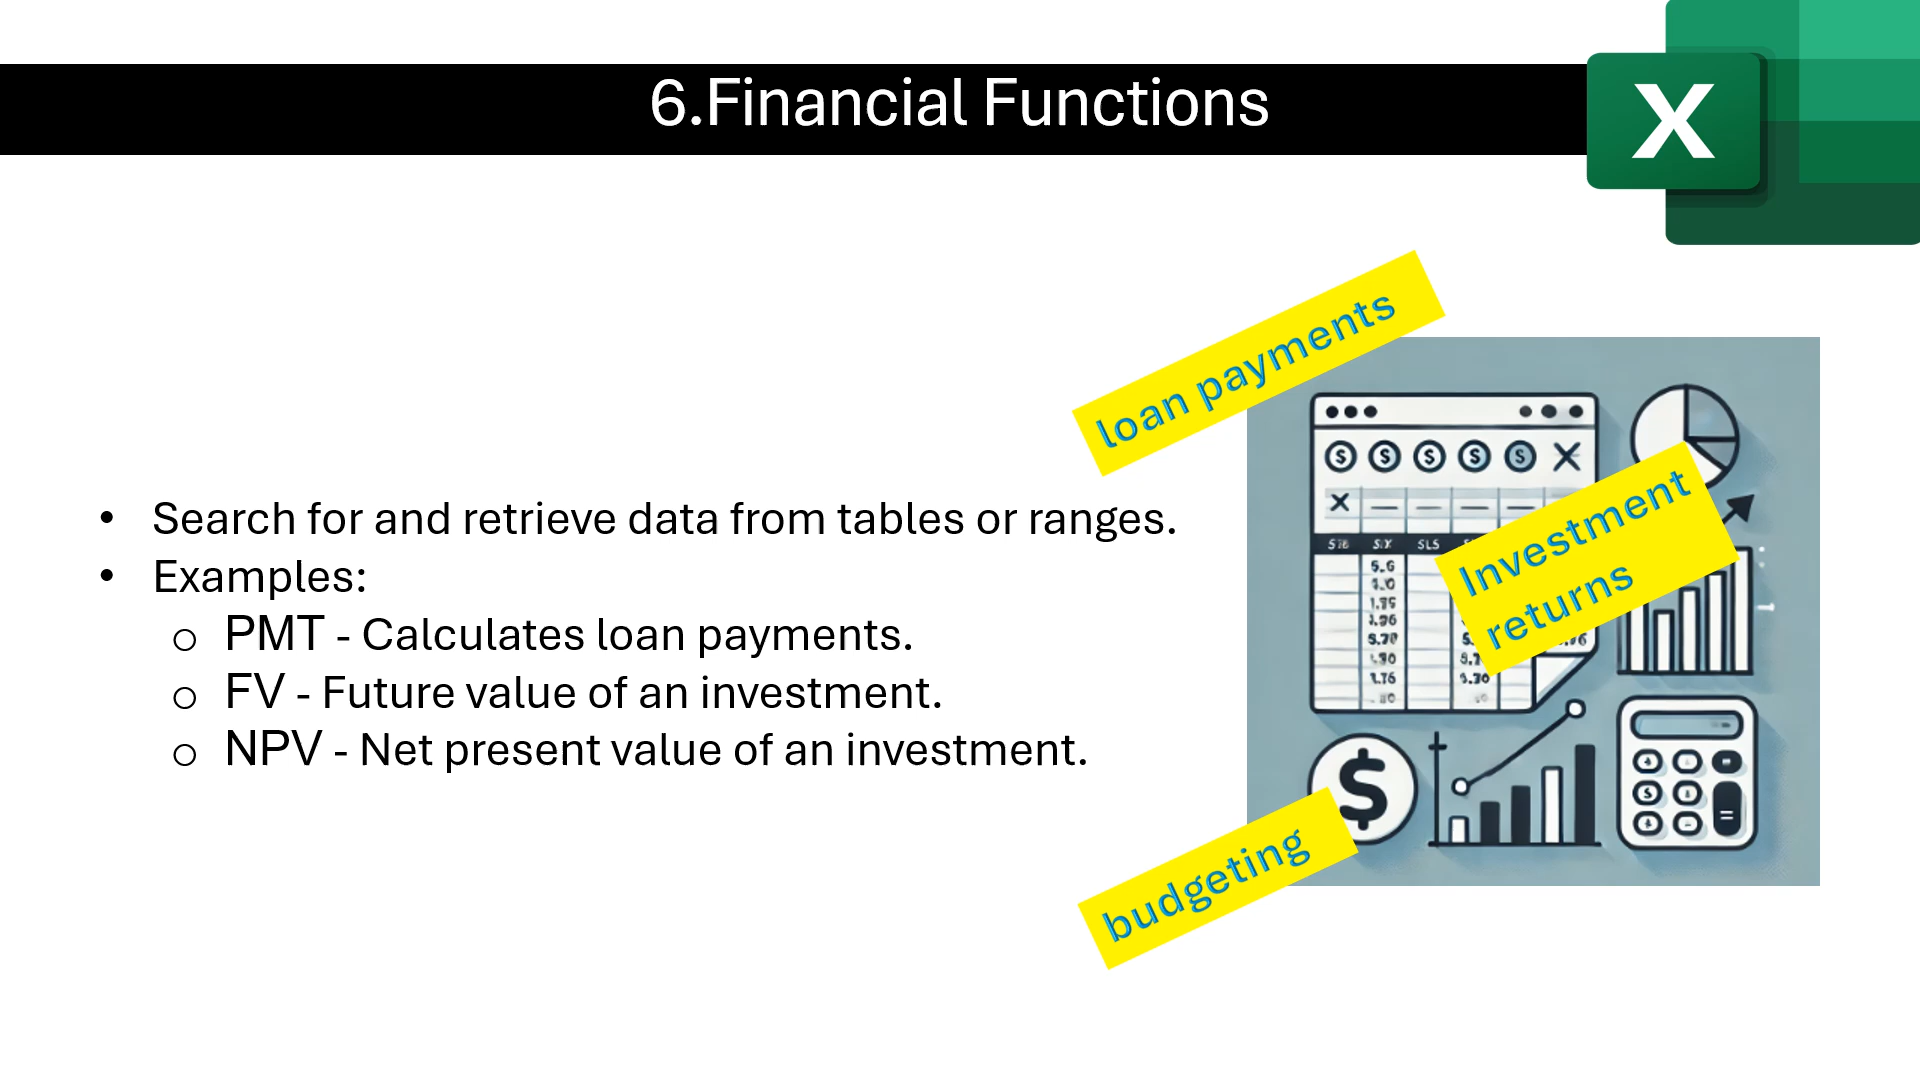 6.Financial Functions
X
loan payments
Investment
returns
• Search for and retrieve data from tables or ranges.
• Examples:
o PMT - Calculates loan payments.
o FV - Future value of an investment.
o NPV - Net present value of an investment.
budgeting